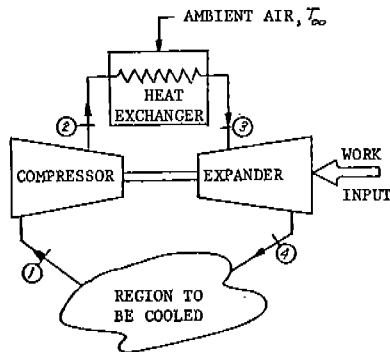 AMBIENT AIR, T∞
HEAT
EXCHANGER
②
③
COMPRESSOR
EXPANDER
WORK
INPUT
①
④
REGION TO
BE COOLED